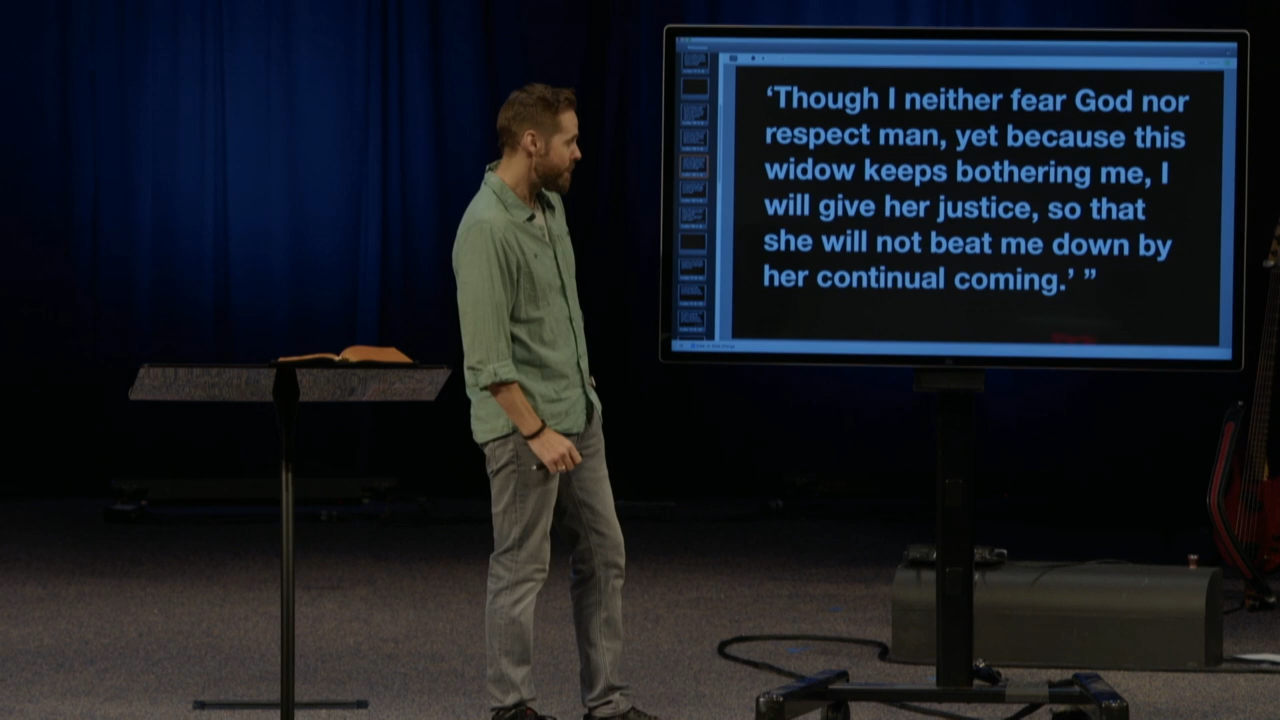 ‘Though I neither fear God nor
respect man, yet because this
widow keeps bothering me, I
will give her justice, so that
she will not beat me down by
her continual coming.’ ”